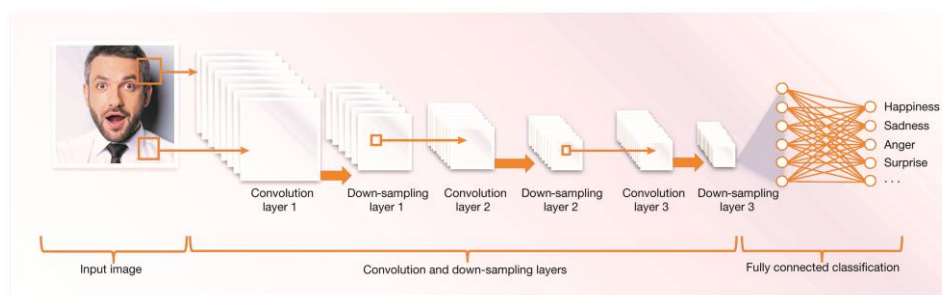 Happiness
Sadness
Anger
Surprise
. . .
Convolution
layer 1
Down-sampling
layer 1
Convolution
layer 2
Down-sampling
layer 2
Convolution
layer 3
Down-sampling
layer 3
Input image
Convolution and down-sampling layers
Fully connected classification